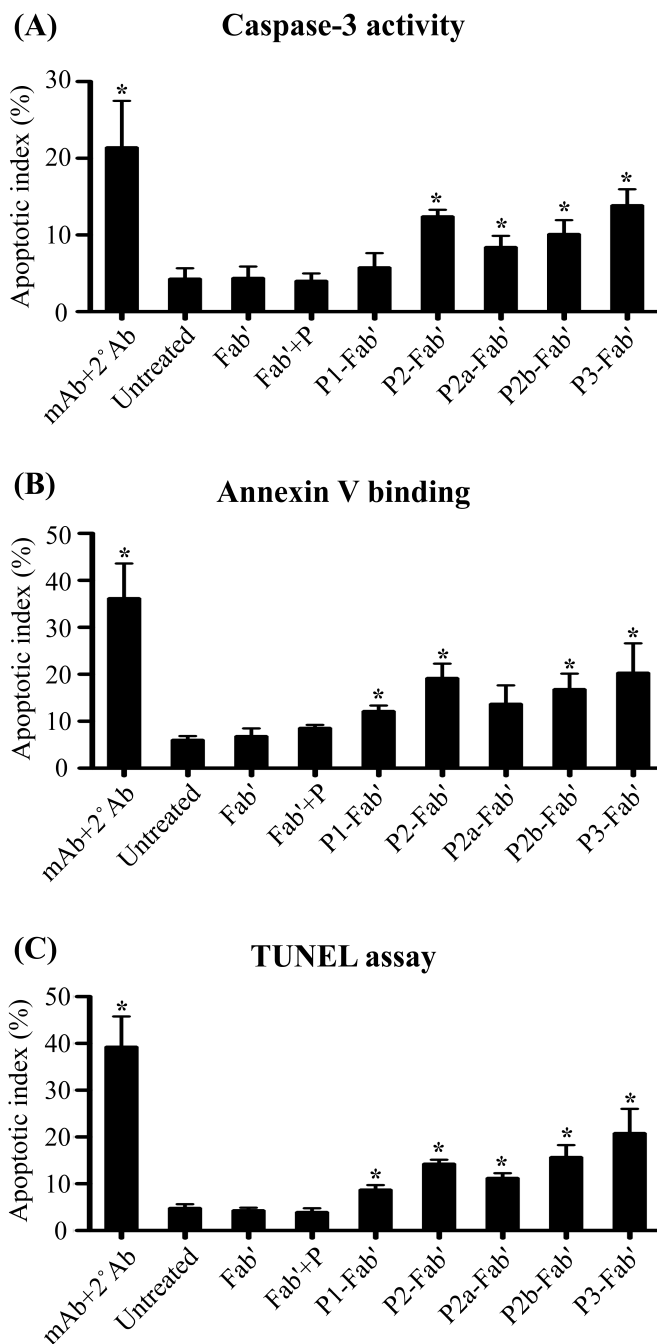 (A) Caspase-3 activity
Apoptotic index (%)
30
20
10
0
*
*
*
*
*
mAb+2° Ab
Untreated
Fab'
Fab'+P
P1-Fab'
P2-Fab'
P2a-Fab'
P2b-Fab'
P3-Fab'
(B) Annexin V binding
Apoptotic index (%)
50
40
30
20
10
0
*
*
*
*
*
mAb+2° Ab
Untreated
Fab'
Fab'+P
P1-Fab'
P2-Fab'
P2a-Fab'
P2b-Fab'
P3-Fab'
(C) TUNEL assay
Apoptotic index (%)
50
40
30
20
10
0
*
*
*
*
*
*
mAb+2° Ab
Untreated
Fab'
Fab'+P
P1-Fab'
P2-Fab'
P2a-Fab'
P2b-Fab'
P3-Fab'